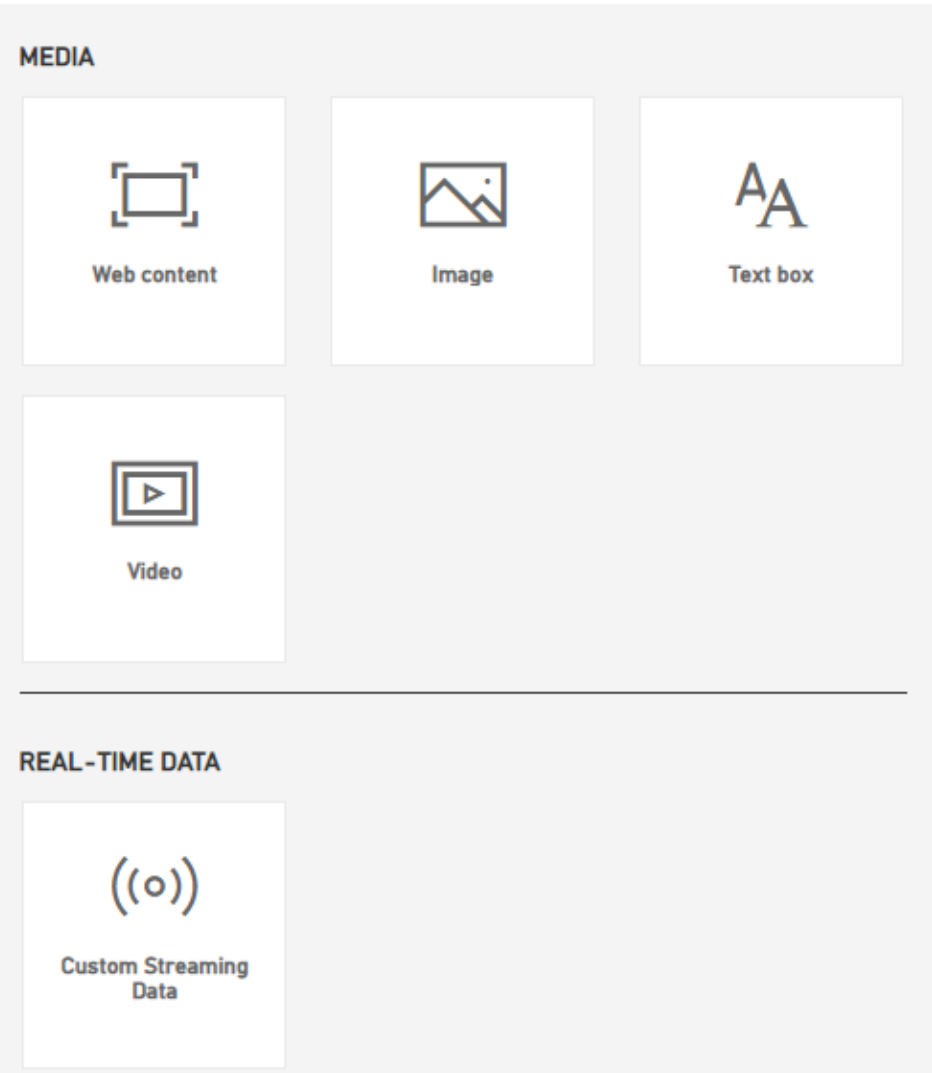 MEDIA
Web content
Image
Text box
Video
REAL-TIME DATA
Custom Streaming
Data